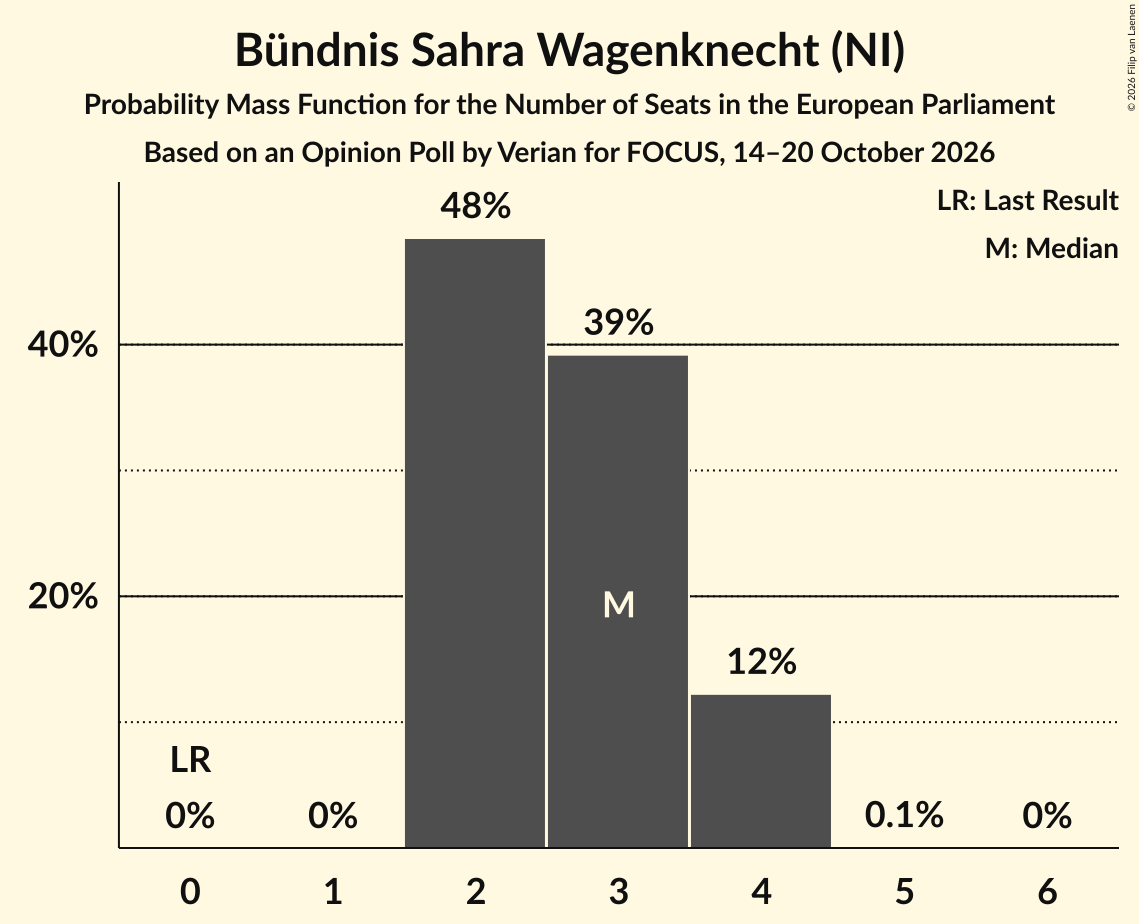 Bündnis Sahra Wagenknecht (NI)
Probability Mass Function for the Number of Seats in the European Parliament
Based on an Opinion Poll by Verian for FOCUS, 14–20 October 2026
© 2026 Filip van Laenen
LR: Last Result
M: Median
48%
39%
40%
20%
M
12%
LR
0%
0%
0.1%
0%
0
1
2
3
4
5
6